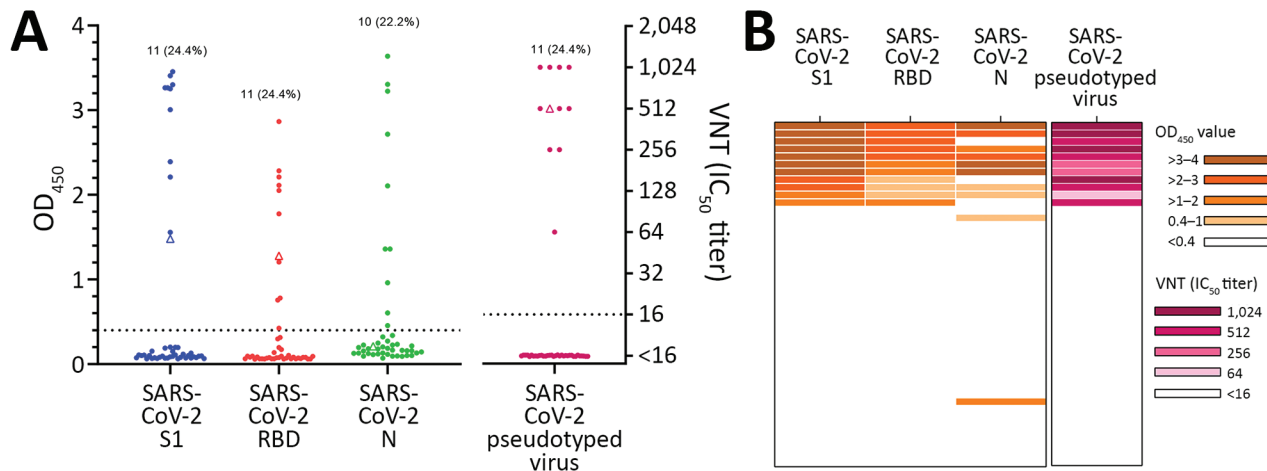 A
4
3
2
1
0
OD450
11 (24.4%)
11 (24.4%)
10 (22.2%)
11 (24.4%)
2,048
1,024
512
256
128
64
32
16
<16
VNT (IC50 titer)
SARS-
CoV-2
S1
SARS-
CoV-2
RBD
SARS-
CoV-2
N
SARS-
CoV-2
pseudotyped
virus
B
SARS-
CoV-2
S1
SARS-
CoV-2
RBD
SARS-
CoV-2
N
SARS-
CoV-2
pseudotyped
virus
OD450 value
>3–4
>2–3
>1–2
0.4–1
<0.4
VNT (IC50 titer)
1,024
512
256
64
<16